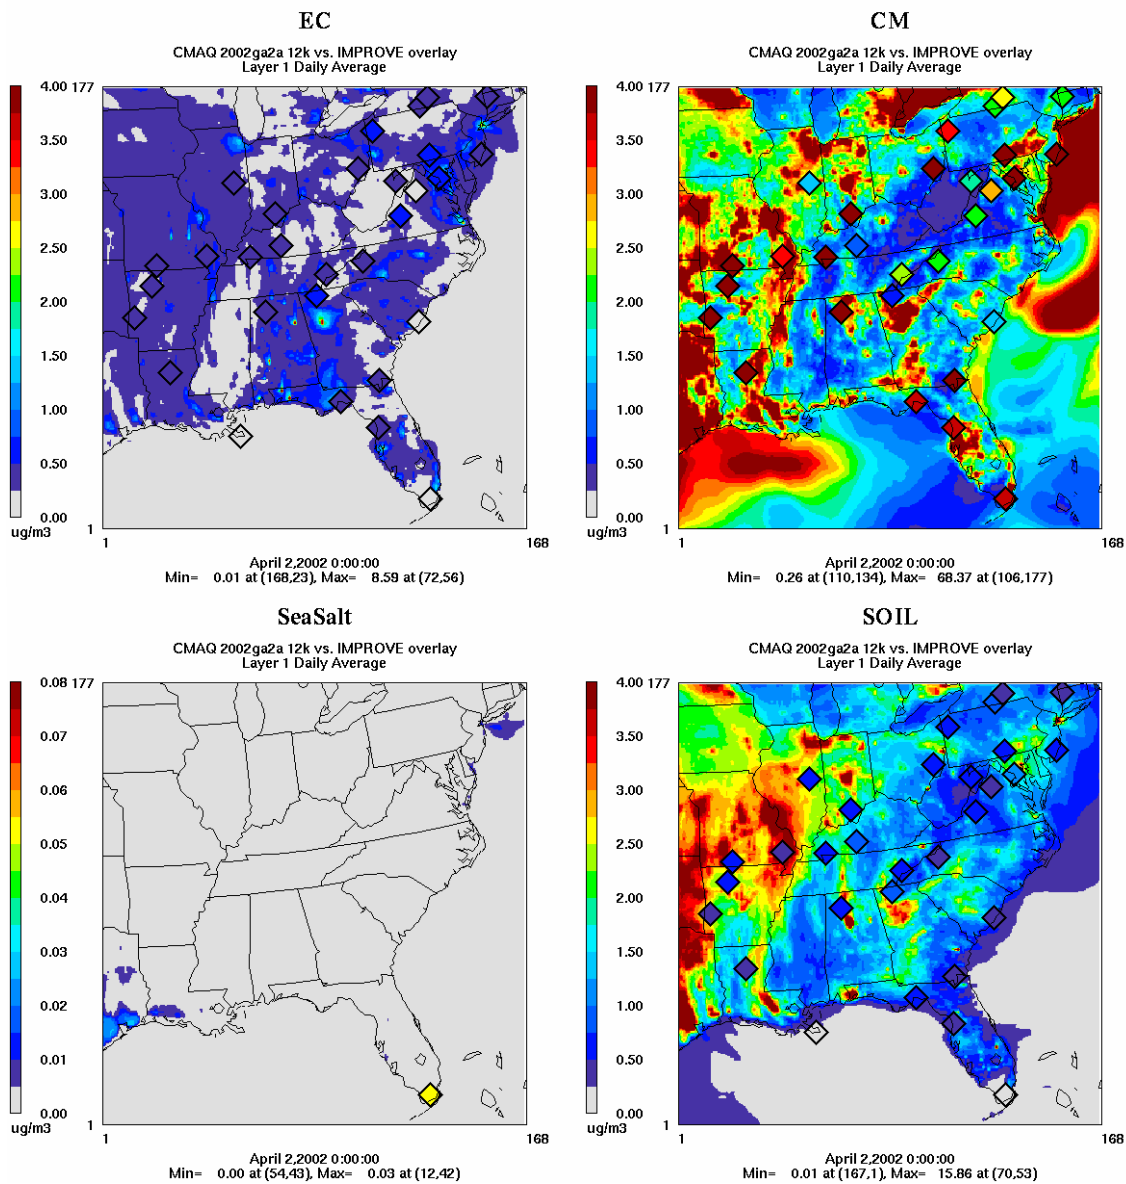 EC
CMAQ 2002ga2a 12k vs. IMPROVE overlay
Layer 1 Daily Average
4.00 177
3.50
3.00
2.50
2.00
1.50
1.00
0.50
0.00
ug/m3
1
1
168
April 2,2002 0:00:00
Min= 0.01 at (168,23), Max= 8.59 at (72,56)
CM
CMAQ 2002ga2a 12k vs. IMPROVE overlay
Layer 1 Daily Average
4.00 177
3.50
3.00
2.50
2.00
1.50
1.00
0.50
0.00
ug/m3
1
1
168
April 2,2002 0:00:00
Min= 0.26 at (110,134), Max= 68.37 at (106,177)
SeaSalt
CMAQ 2002ga2a 12k vs. IMPROVE overlay
Layer 1 Daily Average
0.08 177
0.07
0.06
0.05
0.04
0.03
0.02
0.01
0.00
ug/m3
1
1
168
April 2,2002 0:00:00
Min= 0.00 at (54,43), Max= 0.03 at (12,42)
SOIL
CMAQ 2002ga2a 12k vs. IMPROVE overlay
Layer 1 Daily Average
4.00 177
3.50
3.00
2.50
2.00
1.50
1.00
0.50
0.00
ug/m3
1
1
168
April 2,2002 0:00:00
Min= 0.01 at (167,1), Max= 15.86 at (70,53)